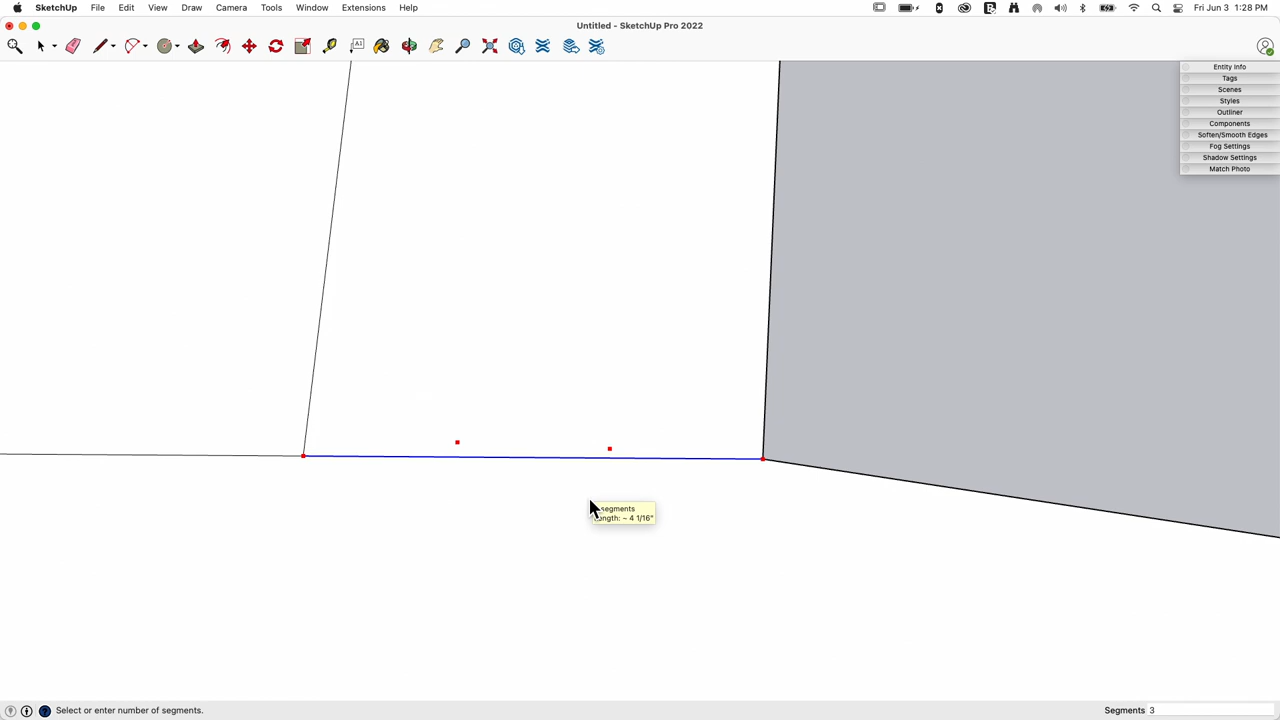 SketchUp File Edit View Draw Camera Tools Window Extensions Help Fri Jun 3 1:28 PM
Untitled - SketchUp Pro 2022
A1
Entity Info
Tags
Scenes
Styles
Outliner
Components
Soften/Smooth Edges
Fog Settings
Shadow Settings
Match Photo
segments
~ 4 1/16"
Select or enter number of segments. Segments 3